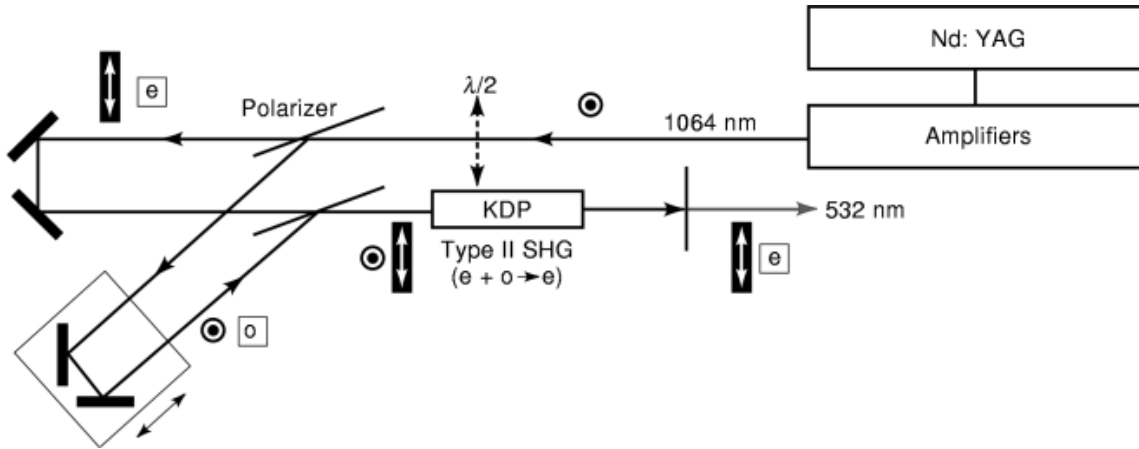 Nd: YAG
e
λ/2
Polarizer
1064 nm
Amplifiers
KDP
532 nm
Type II SHG
(e + o → e)
e
o